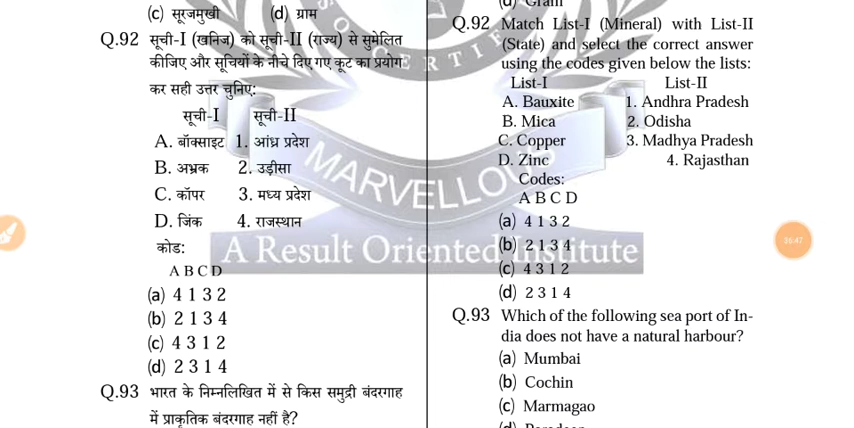 (c) सूरजमुखी (d) ग्राम
Q.92 सूची-I (खनिज) को सूची-II (राज्य) से सुमेलित
कीजिए और सूचियों के नीचे दिए गए कूट का प्रयोग
कर सही उत्तर चुनिए:
सूची-I सूची-II
A. बॉक्साइट 1. आंध्र प्रदेश
B. अभ्रक 2. उड़ीसा
C. कॉपर 3. मध्य प्रदेश
D. जिंक 4. राजस्थान
कोड:
A B C D
(a) 4 1 3 2
(b) 2 1 3 4
(c) 4 3 1 2
(d) 2 3 1 4
Q.93 भारत के निम्नलिखित में से किस समुद्री बंदरगाह
में प्राकृतिक बंदरगाह नहीं है?
(d) Gram
Q.92 Match List-I (Mineral) with List-II
(State) and select the correct answer
using the codes given below the lists:
List-I List-II
A. Bauxite 1. Andhra Pradesh
B. Mica 2. Odisha
C. Copper 3. Madhya Pradesh
D. Zinc 4. Rajasthan
Codes:
A B C D
(a) 4 1 3 2
(b) 2 1 3 4
(c) 4 3 1 2
(d) 2 3 1 4
Q.93 Which of the following sea port of In-
dia does not have a natural harbour?
(a) Mumbai
(b) Cochin
(c) Marmagao
MARVELLOUS
A Result Oriented Institute
36:47